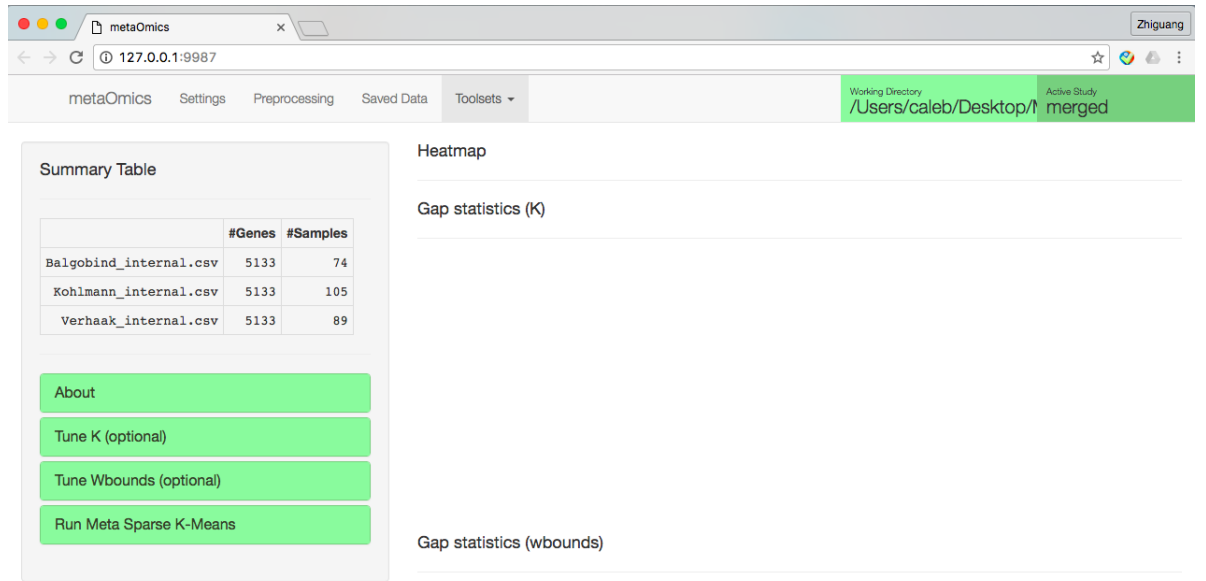 metaOmics
Zhiguang
127.0.0.1:9987
metaOmics Settings Preprocessing Saved Data Toolsets
Working Directory
/Users/caleb/Desktop/
Active Study
merged
Summary Table
#Genes #Samples
Balgobind_internal.csv 5133 74
Kohlmann_internal.csv 5133 105
Verhaak_internal.csv 5133 89
About
Tune K (optional)
Tune Wbounds (optional)
Run Meta Sparse K-Means
Heatmap
Gap statistics (K)
Gap statistics (wbounds)